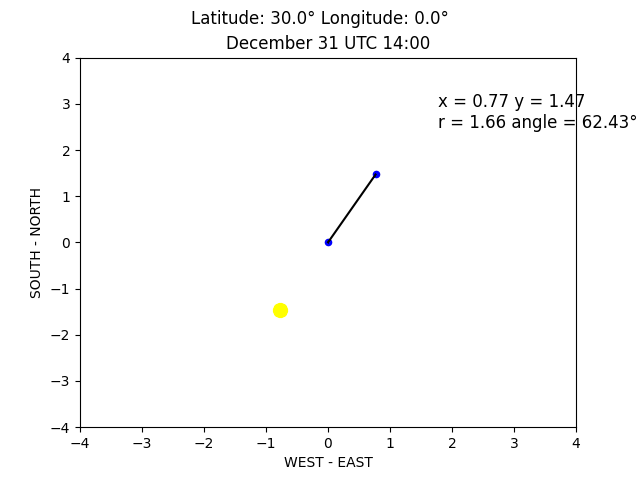 Latitude: 30.0° Longitude: 0.0°
December 31 UTC 14:00
x = 0.77 y = 1.47
r = 1.66 angle = 62.43°
4
3
2
1
0
−1
−2
−3
−4
SOUTH - NORTH
−4 −3 −2 −1 0 1 2 3 4
WEST - EAST